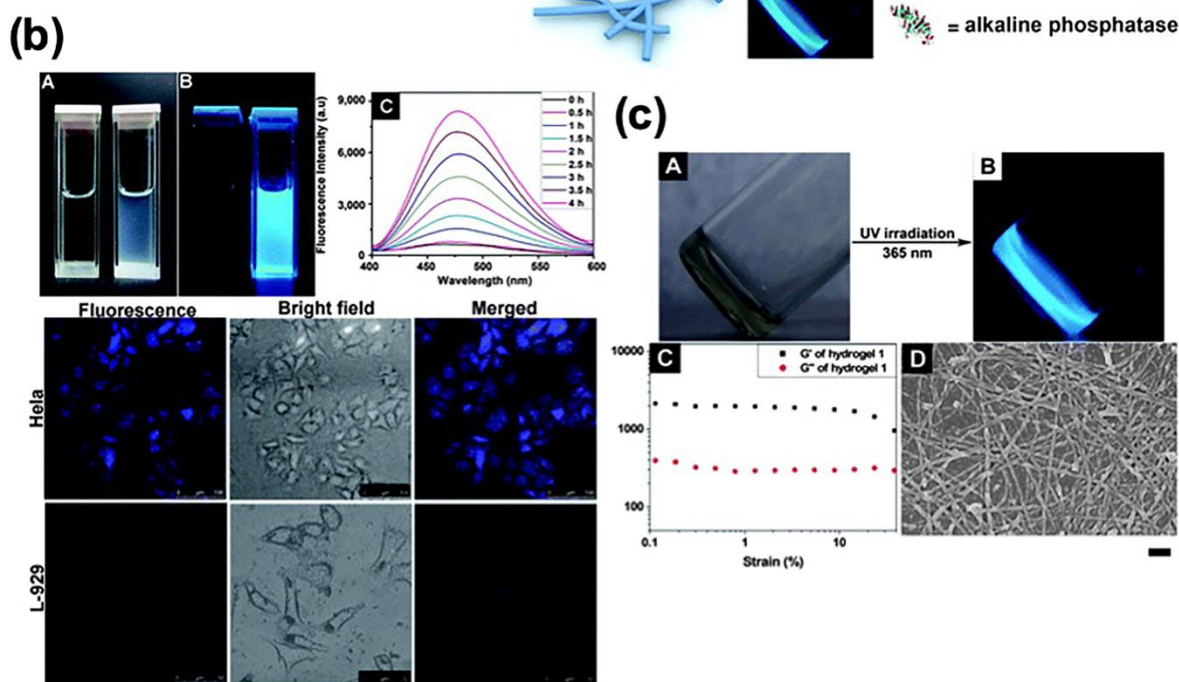 = alkaline phosphatase
(b)
A
B
C
Fluorescence Intensity (a.u)
9,000
6,000
3,000
0
400
450
500
550
600
Wavelength (nm)
0 h
0.5 h
1 h
1.5 h
2 h
2.5 h
3 h
3.5 h
4 h
Fluorescence
Bright field
Merged
Hela
L-929
(c)
A
UV irradiation
365 nm
B
C
G' of hydrogel 1
G'' of hydrogel 1
10000
1000
100
0.1
1
10
Strain (%)
D